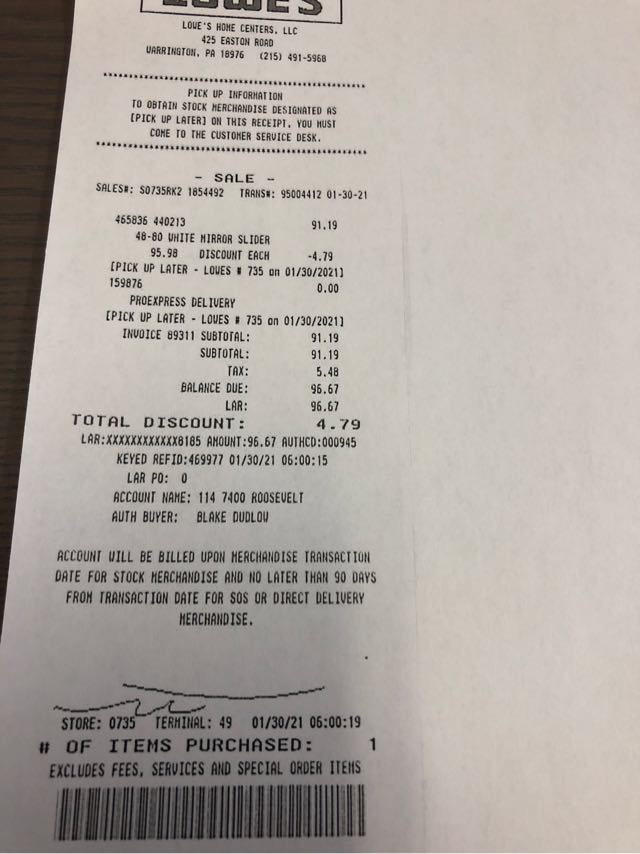 LOWE'S
LOWE'S HOME CENTERS, LLC
425 EASTON ROAD
WARRINGTON, PA 18976 (215) 491-5968
PICK UP INFORMATION
TO OBTAIN STOCK MERCHANDISE DESIGNATED AS
[PICK UP LATER] ON THIS RECEIPT, YOU MUST
COME TO THE CUSTOMER SERVICE DESK.
- SALE -
SALES#: S0735RK2 1854492 TRANS#: 95004412 01-30-21
465836 440213 91.19
48-80 WHITE MIRROR SLIDER
95.98 DISCOUNT EACH -4.79
[PICK UP LATER - LOWES # 735 on 01/30/2021]
159876 0.00
PROEXPRESS DELIVERY
[PICK UP LATER - LOWES # 735 on 01/30/2021]
INVOICE 89311 SUBTOTAL: 91.19
SUBTOTAL: 91.19
TAX: 5.48
BALANCE DUE: 96.67
LAR: 96.67
TOTAL DISCOUNT: 4.79
LAR:XXXXXXXXXXXX8185 AMOUNT:96.67 AUTHCD:000945
KEYED REFID:469977 01/30/21 06:00:15
LAR PO: 0
ACCOUNT NAME: 114 7400 ROOSEVELT
AUTH BUYER: BLAKE DUDLOW
ACCOUNT WILL BE BILLED UPON MERCHANDISE TRANSACTION
DATE FOR STOCK MERCHANDISE AND NO LATER THAN 90 DAYS
FROM TRANSACTION DATE FOR SOS OR DIRECT DELIVERY
MERCHANDISE.
STORE: 0735 TERMINAL: 49 01/30/21 06:00:19
# OF ITEMS PURCHASED: 1
EXCLUDES FEES, SERVICES AND SPECIAL ORDER ITEMS